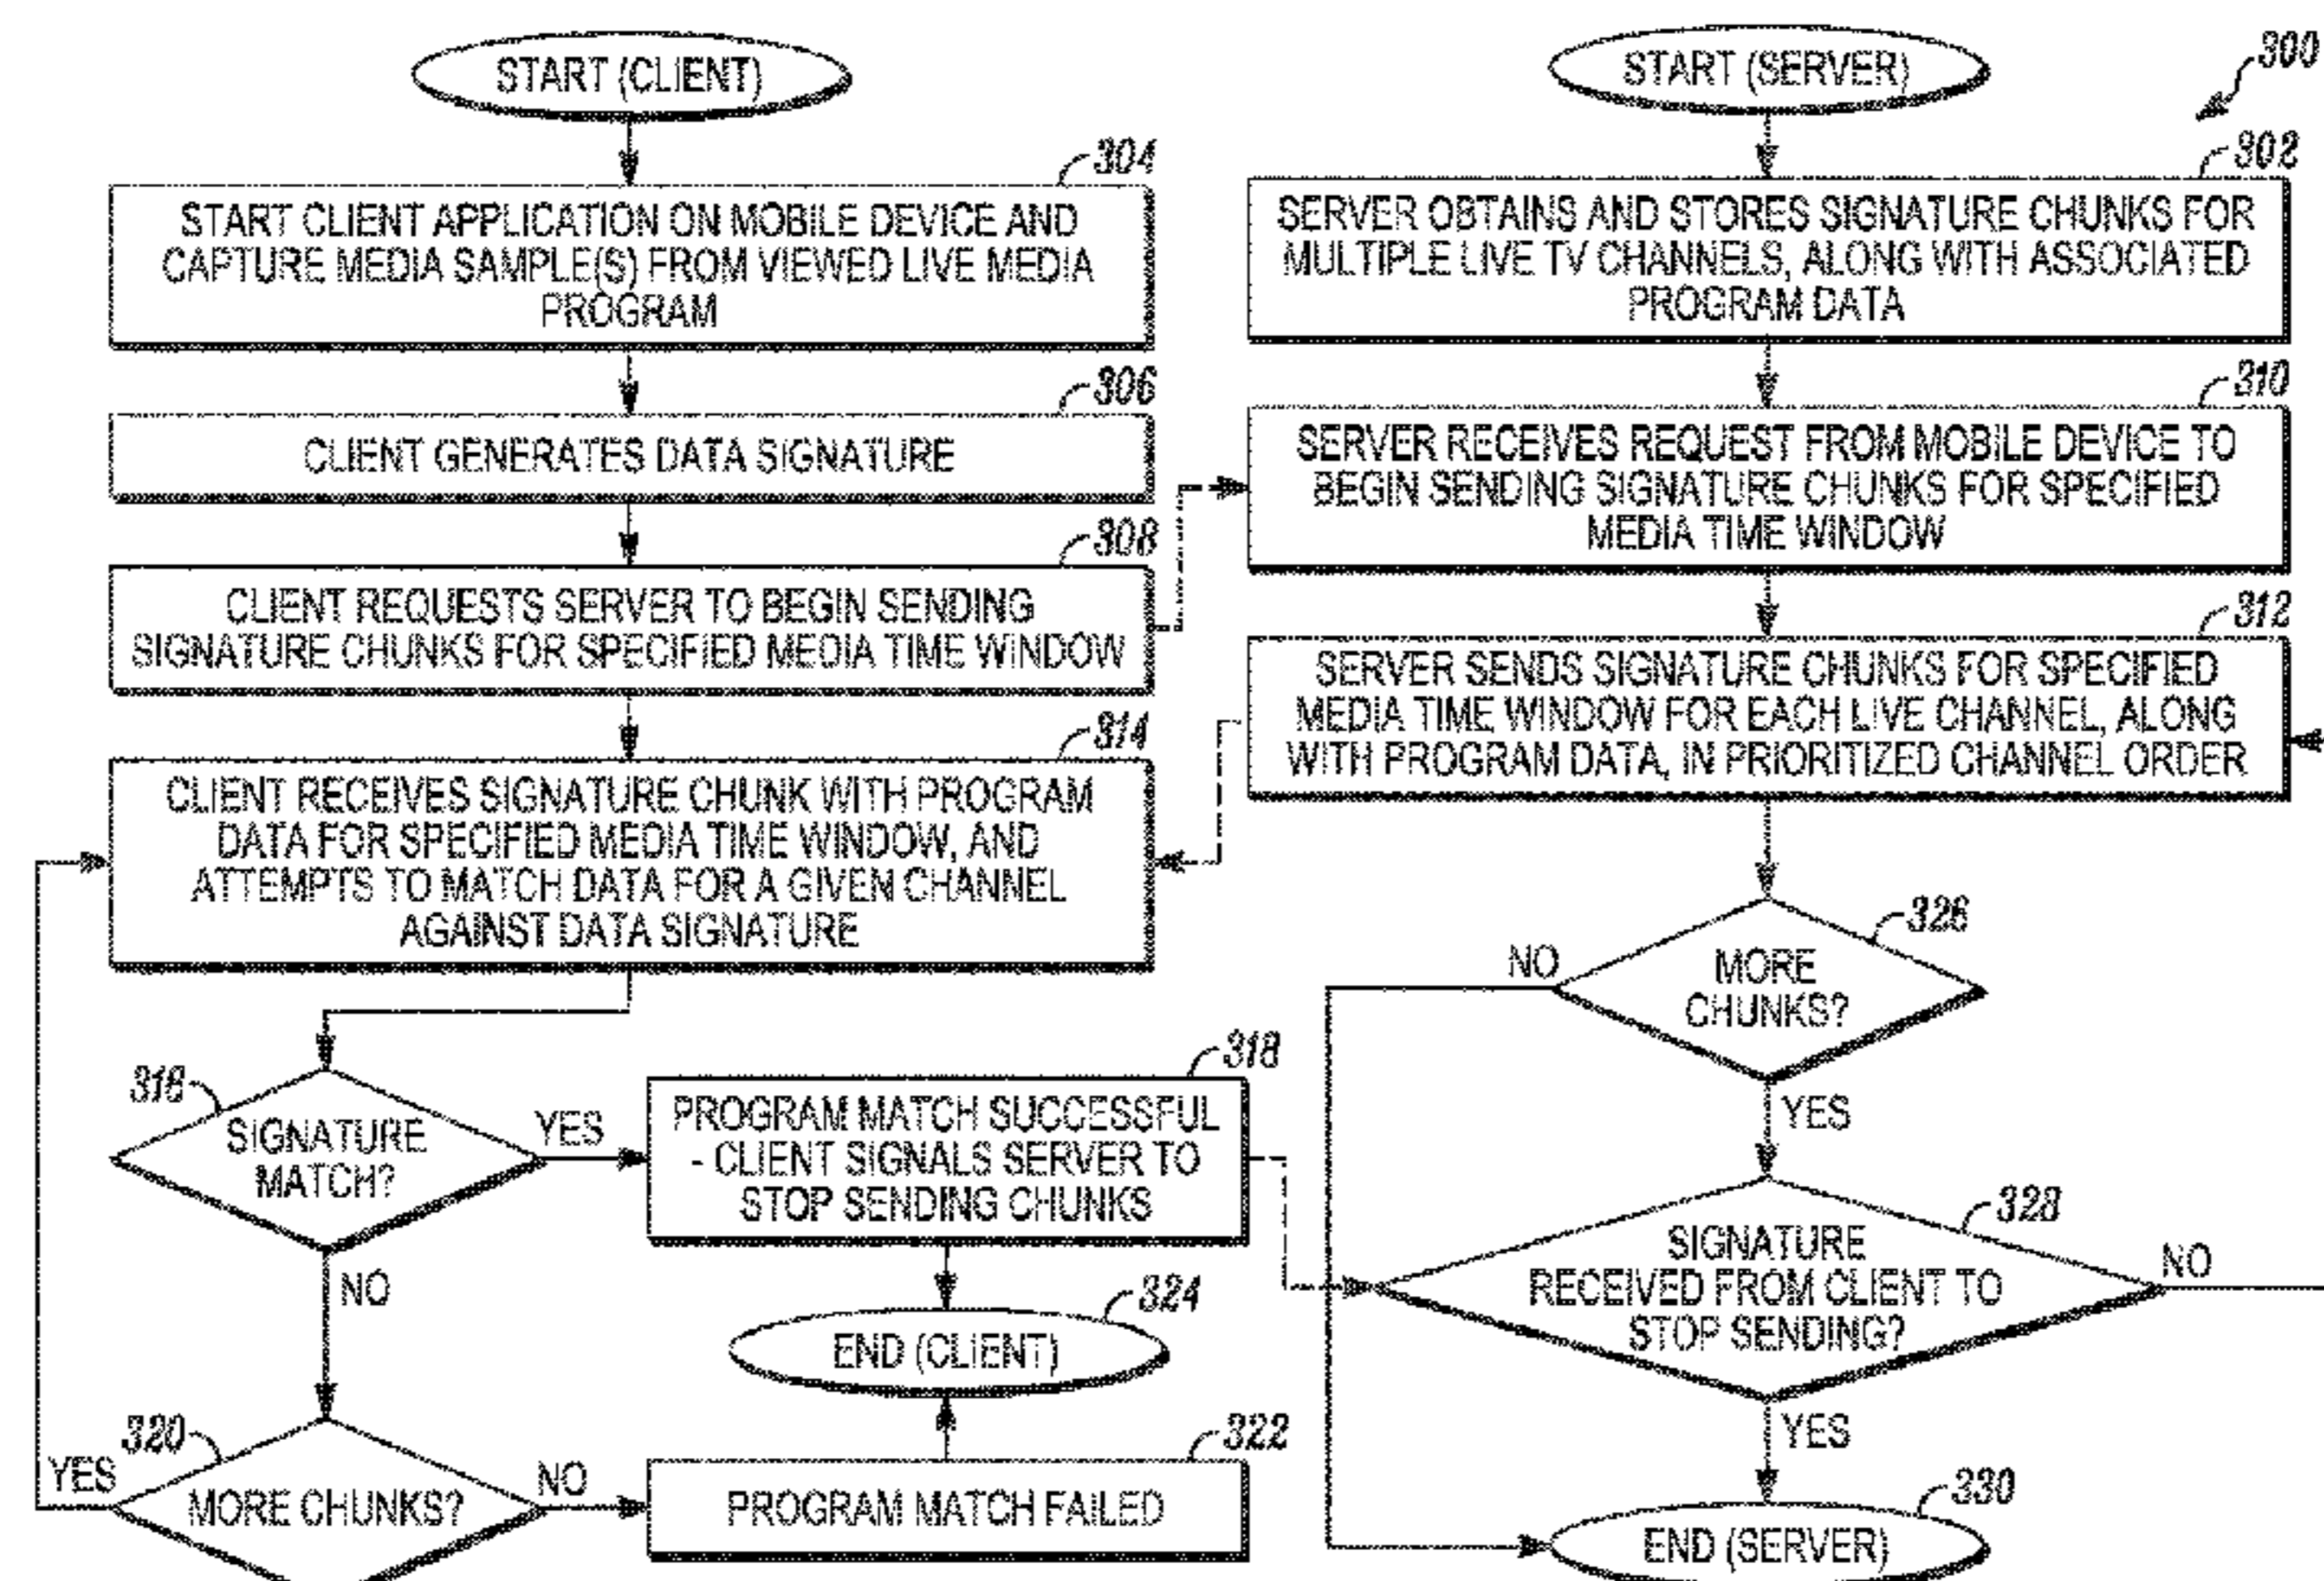 START (CLIENT)
304
START CLIENT APPLICATION ON MOBILE DEVICE AND
CAPTURE MEDIA SAMPLE(S) FROM VIEWED LIVE MEDIA
PROGRAM
306
CLIENT GENERATES DATA SIGNATURE
308
CLIENT REQUESTS SERVER TO BEGIN SENDING
SIGNATURE CHUNKS FOR SPECIFIED MEDIA TIME WINDOW
314
CLIENT RECEIVES SIGNATURE CHUNK WITH PROGRAM
DATA FOR SPECIFIED MEDIA TIME WINDOW, AND
ATTEMPTS TO MATCH DATA FOR A GIVEN CHANNEL
AGAINST DATA SIGNATURE
316
SIGNATURE
MATCH?
YES
NO
318
PROGRAM MATCH SUCCESSFUL
- CLIENT SIGNALS SERVER TO
STOP SENDING CHUNKS
324
END (CLIENT)
320
MORE CHUNKS?
YES
NO
322
PROGRAM MATCH FAILED
START (SERVER)
300
302
SERVER OBTAINS AND STORES SIGNATURE CHUNKS FOR
MULTIPLE LIVE TV CHANNELS, ALONG WITH ASSOCIATED
PROGRAM DATA
310
SERVER RECEIVES REQUEST FROM MOBILE DEVICE TO
BEGIN SENDING SIGNATURE CHUNKS FOR SPECIFIED
MEDIA TIME WINDOW
312
SERVER SENDS SIGNATURE CHUNKS FOR SPECIFIED
MEDIA TIME WINDOW FOR EACH LIVE CHANNEL, ALONG
WITH PROGRAM DATA, IN PRIORITIZED CHANNEL ORDER
326
MORE
CHUNKS?
NO
YES
328
SIGNATURE
RECEIVED FROM CLIENT TO
STOP SENDING?
NO
YES
330
END (SERVER)